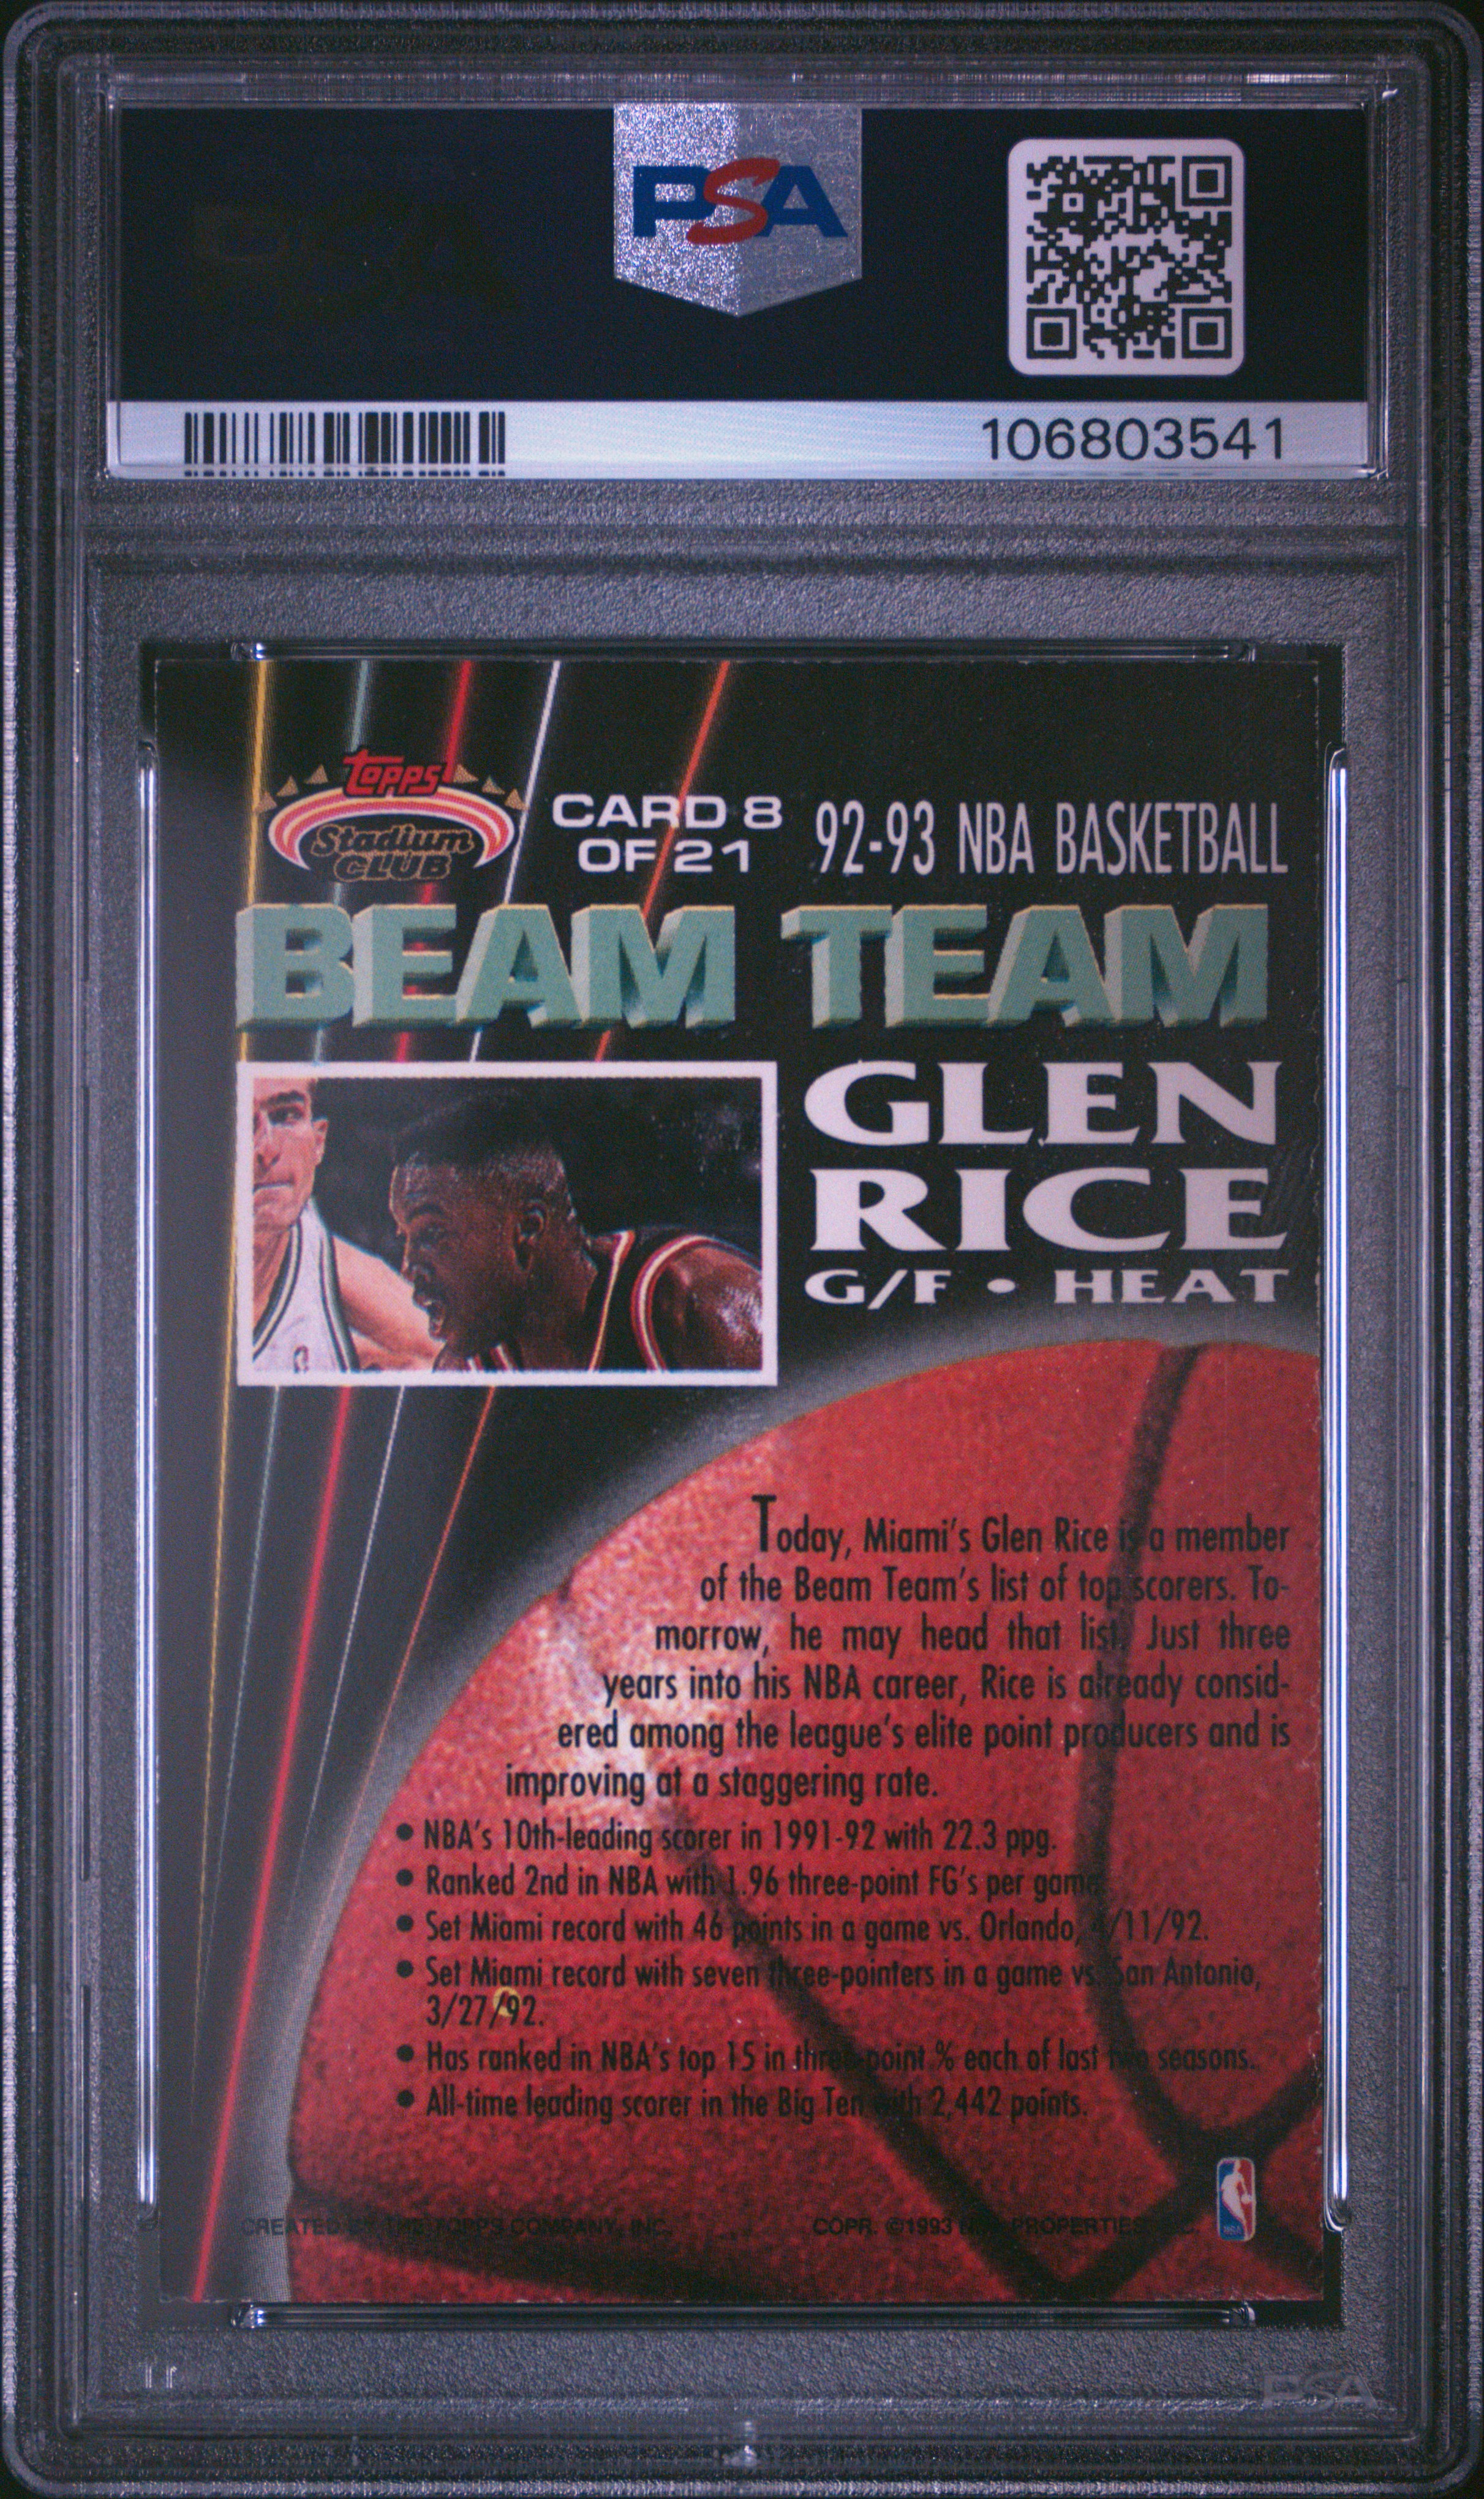 PSA
106803541
Topps
Stadium
CLUB
CARD 8
OF 21
92-93 NBA BASKETBALL
BEAM TEAM
GLEN
RICE
G/F • HEAT
Today, Miami's Glen Rice is a member
of the Beam Team's list of top scorers. To-
morrow, he may head that list. Just three
years into his NBA career, Rice is already consid-
ered among the league's elite point producers and is
improving at a staggering rate.
• NBA's 10th-leading scorer in 1991-92 with 22.3 ppg.
• Ranked 2nd in NBA with 1.96 three-point FG's per game
• Set Miami record with 46 points in a game vs. Orlando, 4/11/92.
• Set Miami record with seven three-pointers in a game vs. San Antonio,
3/27/92.
• Has ranked in NBA's top 15 in three-point % each of last two seasons.
• All-time leading scorer in the Big Ten with 2,442 points.
CREATED BY THE TOPPS COMPANY, INC.
COPR. ©1993 NBA PROPERTIES, INC.
NBA
PSA